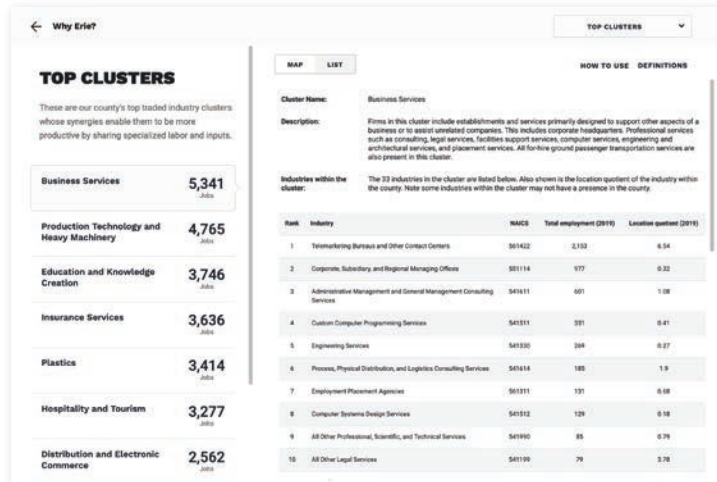 ← Why Erie?
TOP CLUSTERS
TOP CLUSTERS
These are our county's top traded industry clusters
whose synergies enable them to be more
productive by sharing specialized labor and inputs.
Business Services 5,341
Jobs
Production Technology and
Heavy Machinery 4,765
Jobs
Education and Knowledge
Creation 3,746
Jobs
Insurance Services 3,636
Jobs
Plastics 3,414
Jobs
Hospitality and Tourism 3,277
Jobs
Distribution and Electronic
Commerce 2,562
Jobs
MAP LIST HOW TO USE DEFINITIONS
Cluster Name: Business Services
Description: Firms in this cluster include establishments and services primarily designed to support other aspects of a
business or to assist unrelated companies. This includes corporate headquarters. Professional services
such as consulting, legal services, facilities support services, computer services, engineering and
architectural services, and placement services. All for-hire ground passenger transportation services are
also present in this cluster.
Industries within the
cluster: The 33 industries in the cluster are listed below. Also shown is the location quotient of the industry within
the county. Note some industries within the cluster may not have a presence in the county.
Rank Industry NAICS Total employment (2019) Location quotient (2019)
1 Telemarketing Bureaus and Other Contact Centers 561422 2,153 6.54
2 Corporate, Subsidiary, and Regional Managing Offices 551114 977 0.32
3 Administrative Management and General Management Consulting
Services 541611 601 1.08
4 Custom Computer Programming Services 541511 331 0.41
5 Engineering Services 541330 269 0.27
6 Process, Physical Distribution, and Logistics Consulting Services 541614 185 1.9
7 Employment Placement Agencies 561311 131 0.68
8 Computer Systems Design Services 541512 129 0.18
9 All Other Professional, Scientific, and Technical Services 541990 85 0.79
10 All Other Legal Services 541199 79 3.78